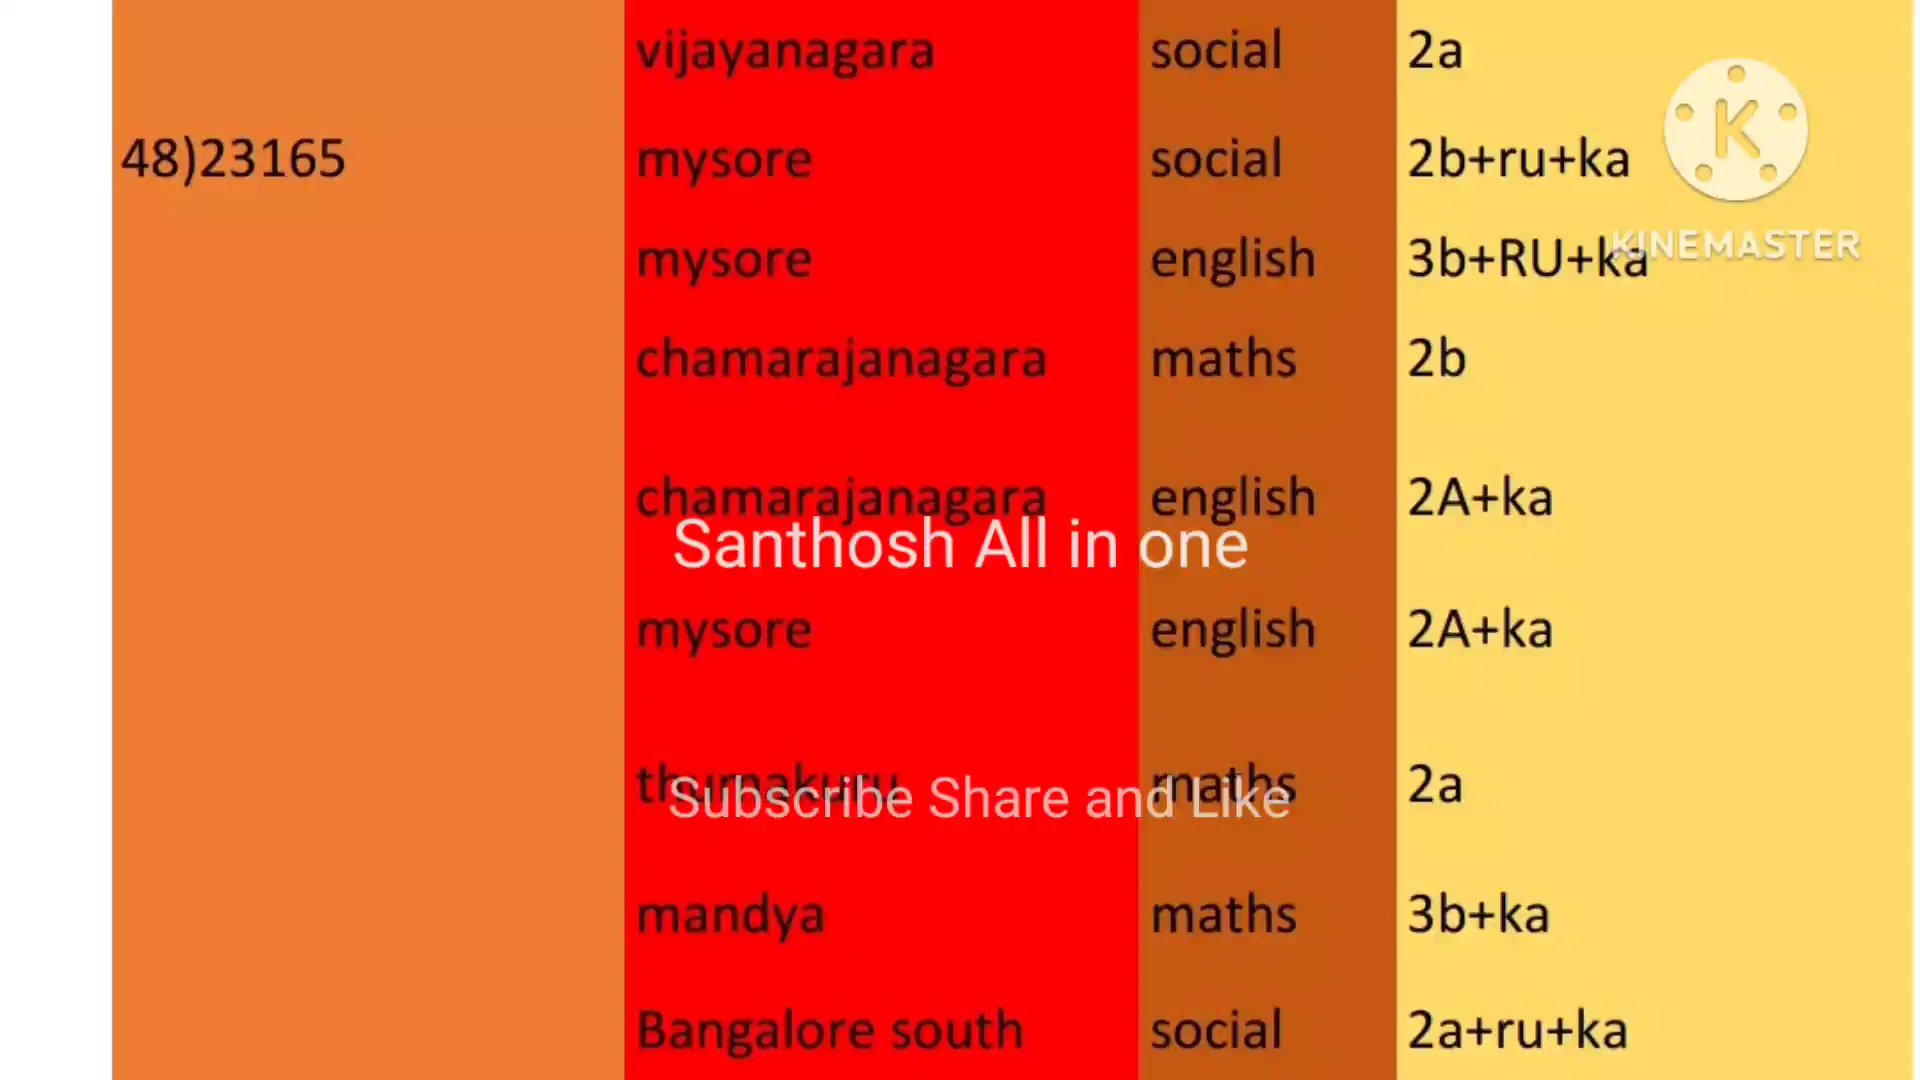 vijayanagara social 2a
48)23165 mysore social 2b+ru+ka
mysore english 3b+RU+ka
KINEMASTER
chamarajanagara maths 2b
chamarajanagara english 2A+ka
Santhosh All in one
mysore english 2A+ka
thumakuru maths 2a
Subscribe Share and Like
mandya maths 3b+ka
Bangalore south social 2a+ru+ka